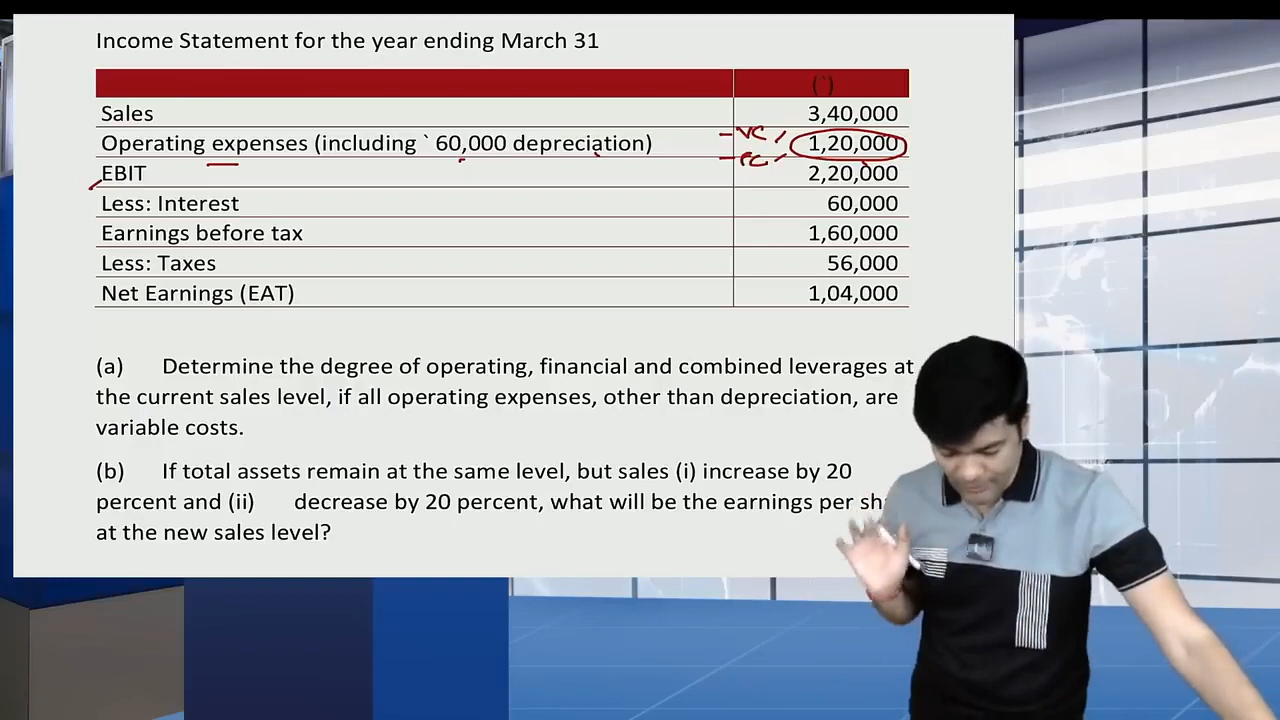 Income Statement for the year ending March 31
(`)
Sales 3,40,000
Operating expenses (including ` 60,000 depreciation) -VC 1,20,000
-FC
EBIT 2,20,000
Less: Interest 60,000
Earnings before tax 1,60,000
Less: Taxes 56,000
Net Earnings (EAT) 1,04,000
(a) Determine the degree of operating, financial and combined leverages at
the current sales level, if all operating expenses, other than depreciation, are
variable costs.
(b) If total assets remain at the same level, but sales (i) increase by 20
percent and (ii) decrease by 20 percent, what will be the earnings per
at the new sales level?